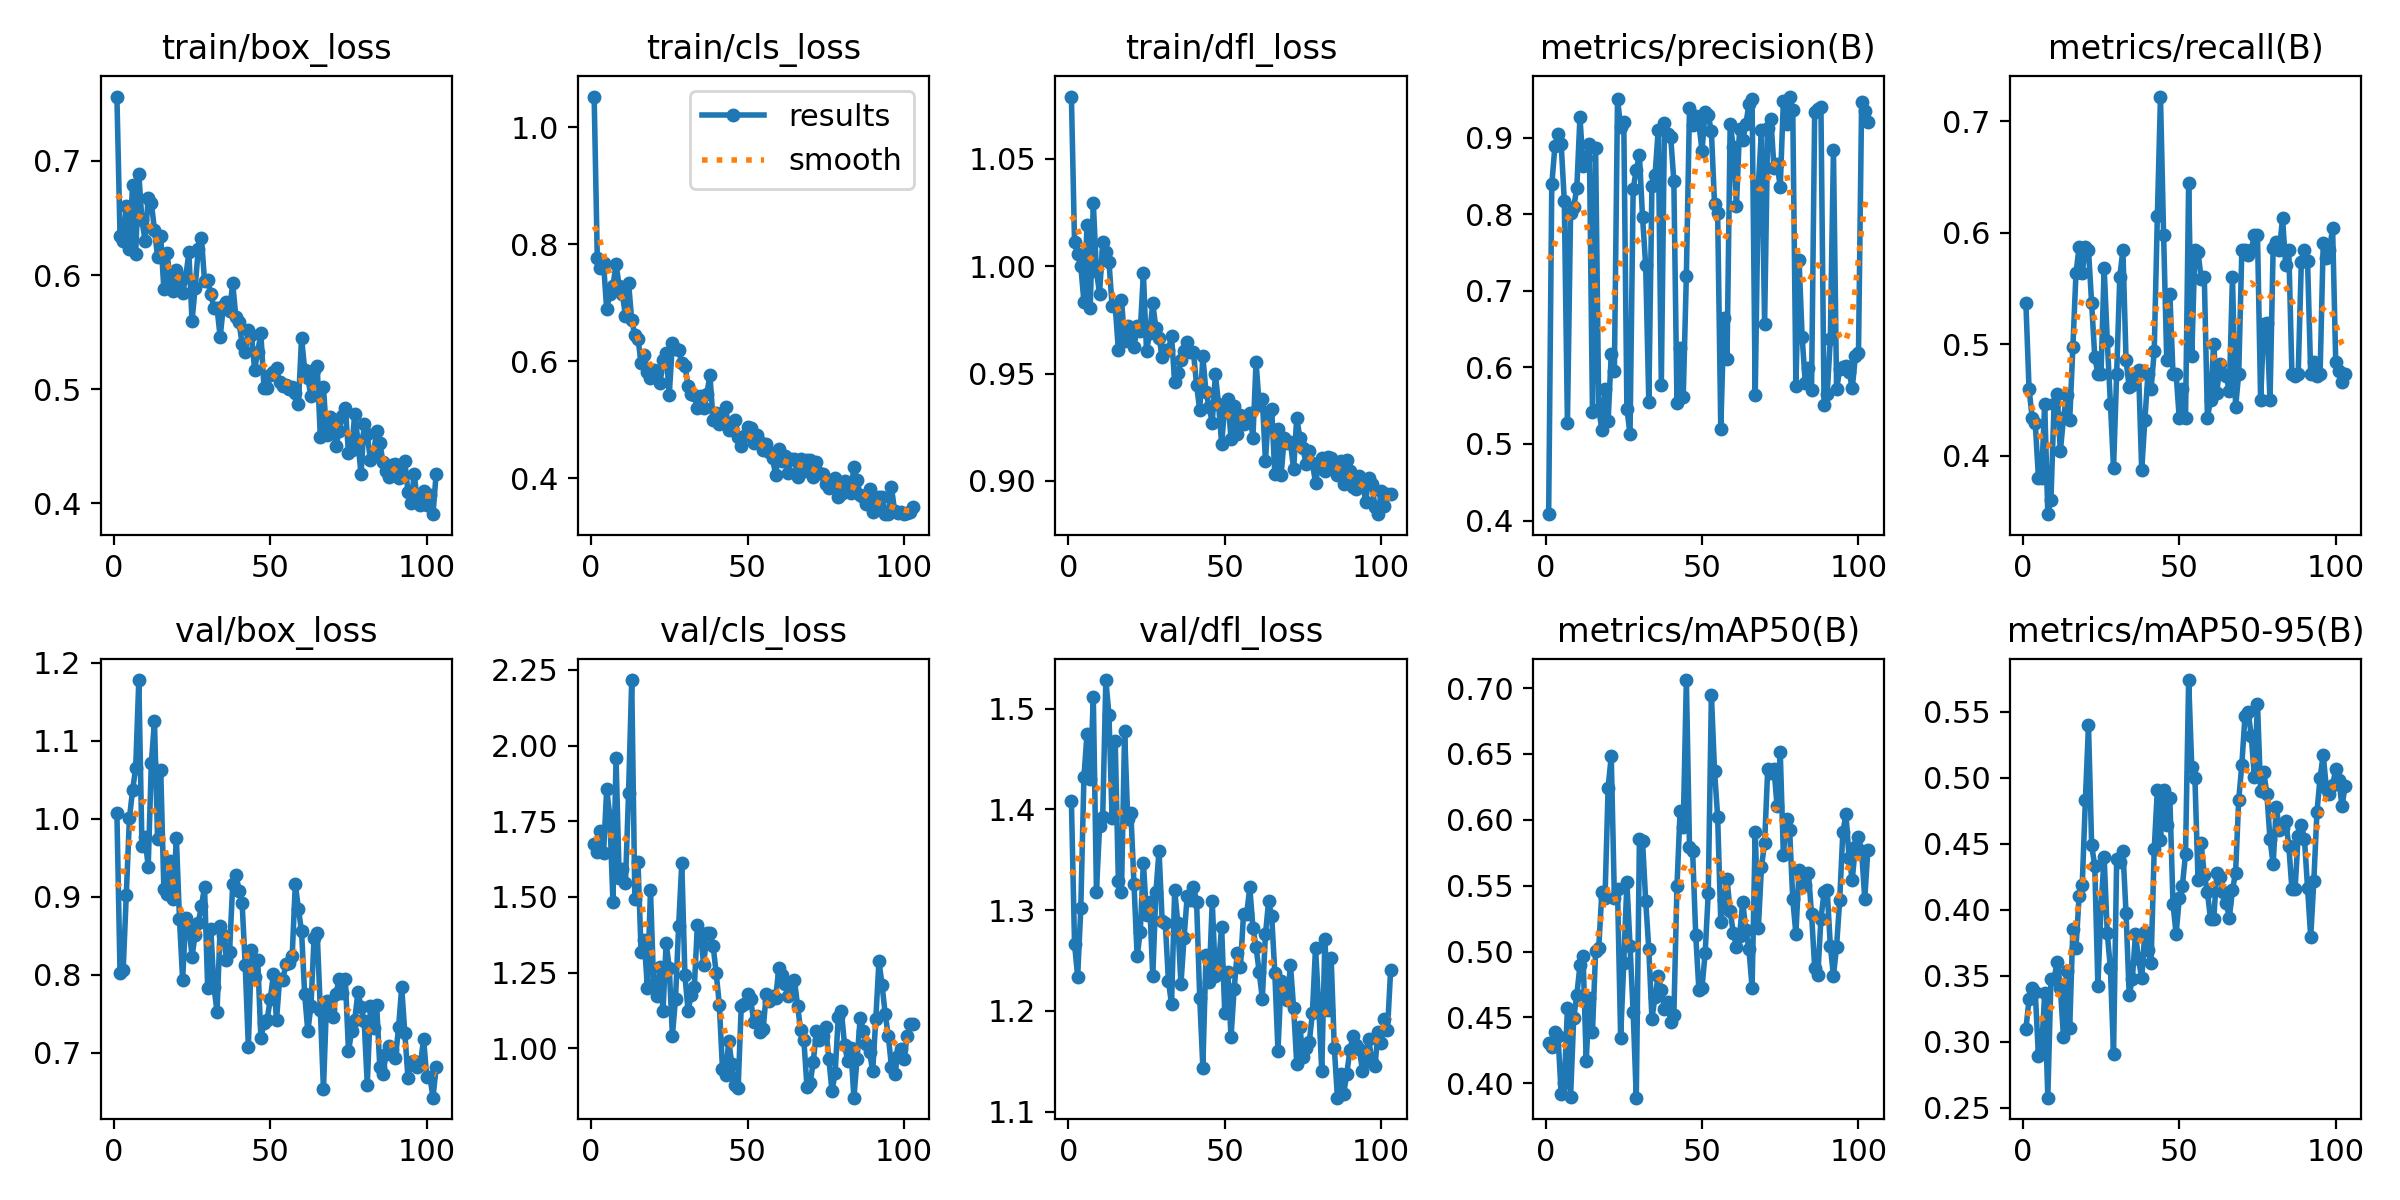 train/box_loss
train/cls_loss
train/dfl_loss
metrics/precision(B)
metrics/recall(B)
0.7
0.6
0.5
0.4
0 50 100
1.0
0.8
0.6
0.4
results
smooth
0 50 100
1.05
1.00
0.95
0.90
0 50 100
0.9
0.8
0.7
0.6
0.5
0.4
0 50 100
0.7
0.6
0.5
0.4
0 50 100
val/box_loss
val/cls_loss
val/dfl_loss
metrics/mAP50(B)
metrics/mAP50-95(B)
1.2
1.1
1.0
0.9
0.8
0.7
0 50 100
2.25
2.00
1.75
1.50
1.25
1.00
0 50 100
1.5
1.4
1.3
1.2
1.1
0 50 100
0.70
0.65
0.60
0.55
0.50
0.45
0.40
0 50 100
0.55
0.50
0.45
0.40
0.35
0.30
0.25
0 50 100